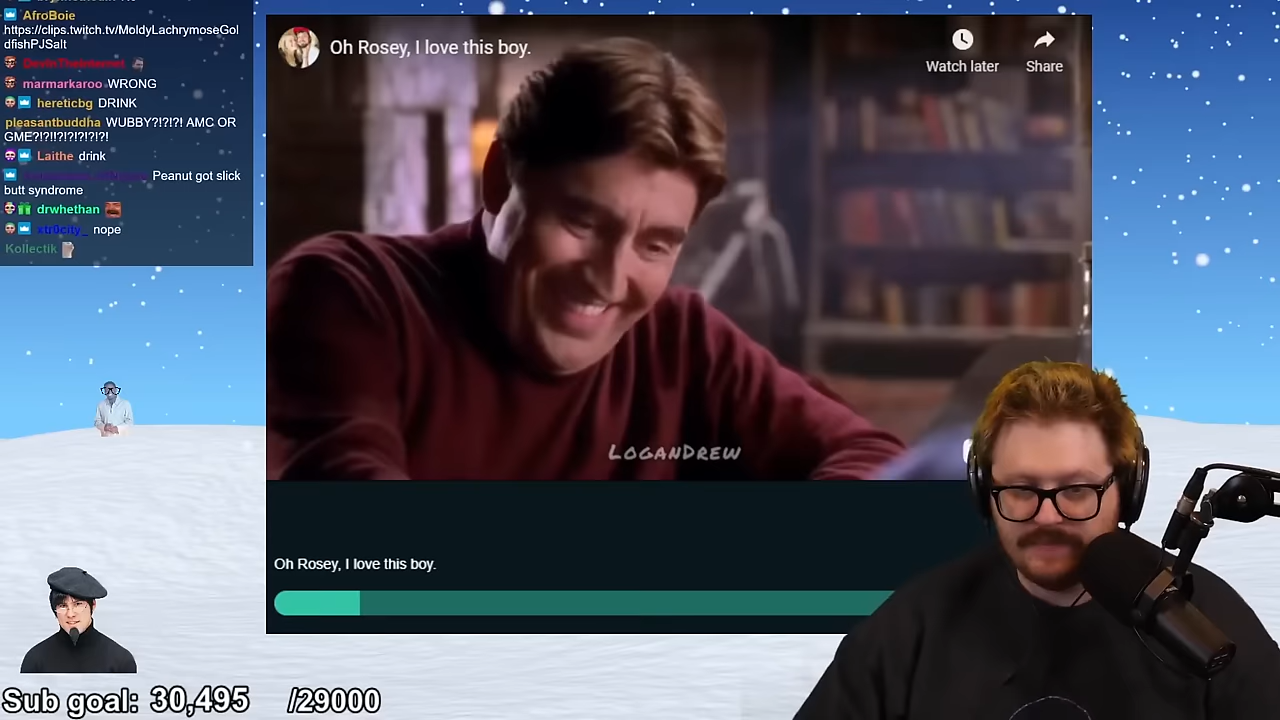 AfroBoie
https://clips.twitch.tv/MoldyLachrymoseGol
dfishPJSalt
DevlinTheInternet
marmarkaroo WRONG
hereticbg DRINK
pleasantbuddha WUBBY?!?!?! AMC OR
GME?!?!!?!?!?!?!?!
Laithe drink
Peanut got slick
butt syndrome
drwhethan
xtr0city_ nope
Kollectik
Oh Rosey, I love this boy.
Watch later
Share
LoganDrew
Oh Rosey, I love this boy.
Sub goal: 30,495 /29000